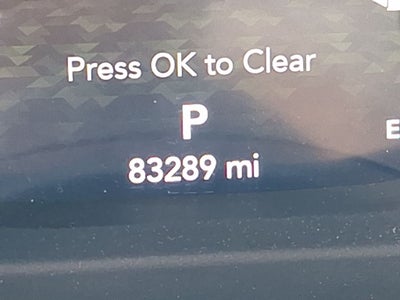 Press OK to Clear
P
E
83289 mi